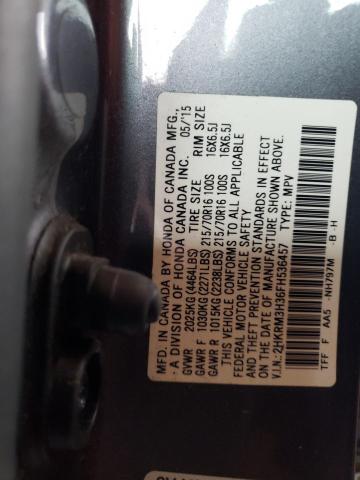 MFD. IN CANADA BY HONDA OF CANADA MFG.,
- A DIVISION OF HONDA CANADA INC. 05/'15
GVWR 2025KG(4464LBS) TIRE SIZE RIM SIZE
GAWR F 1030KG(2271LBS) 215/70R16 100S 16X6.5J
GAWR R 1015KG(2238LBS) 215/70R16 100S 16X6.5J
THIS VEHICLE CONFORMS TO ALL APPLICABLE
FEDERAL MOTOR VEHICLE SAFETY
AND THEFT PREVENTION STANDARDS IN EFFECT
ON THE DATE OF MANUFACTURE SHOWN ABOVE.
V.I.N.: 2HKRM3H36FH536457 TYPE: MPV
TFF F AA5 -NH797M -B -H